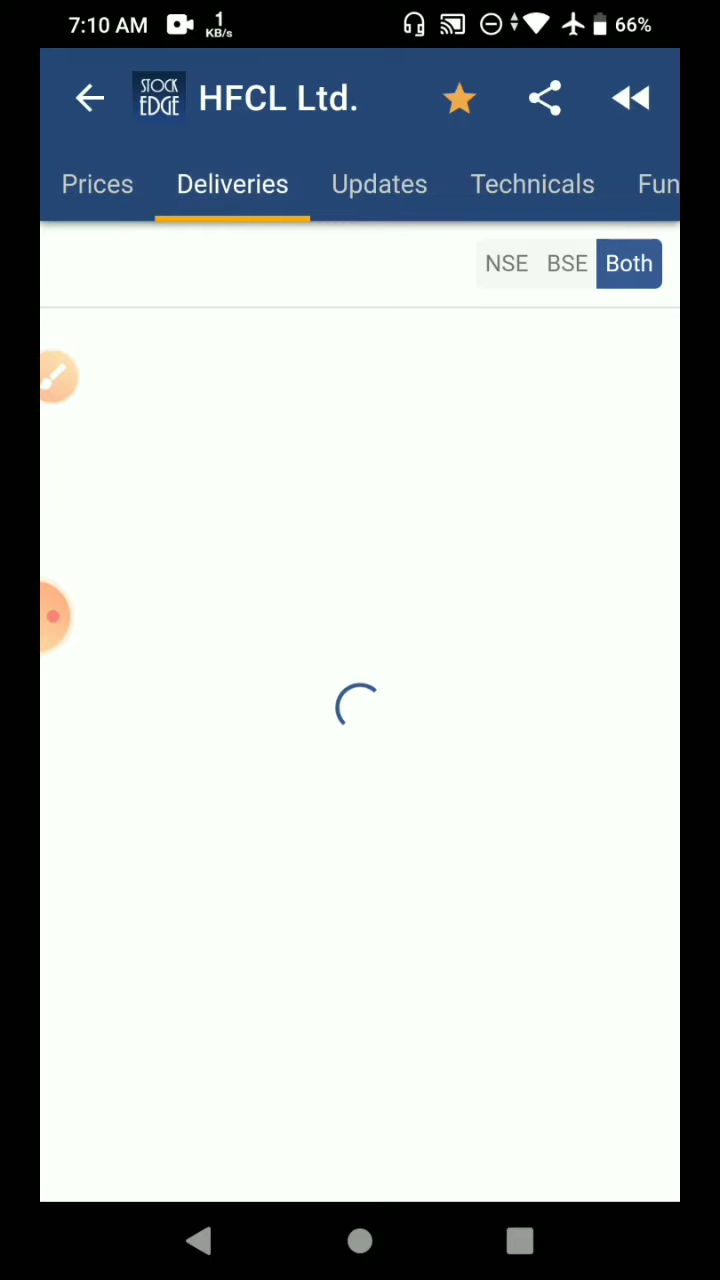 7:10 AM 1 KB/s 66%
STOCK EDGE HFCL Ltd.
Prices Deliveries Updates Technicals Fun
NSE BSE Both